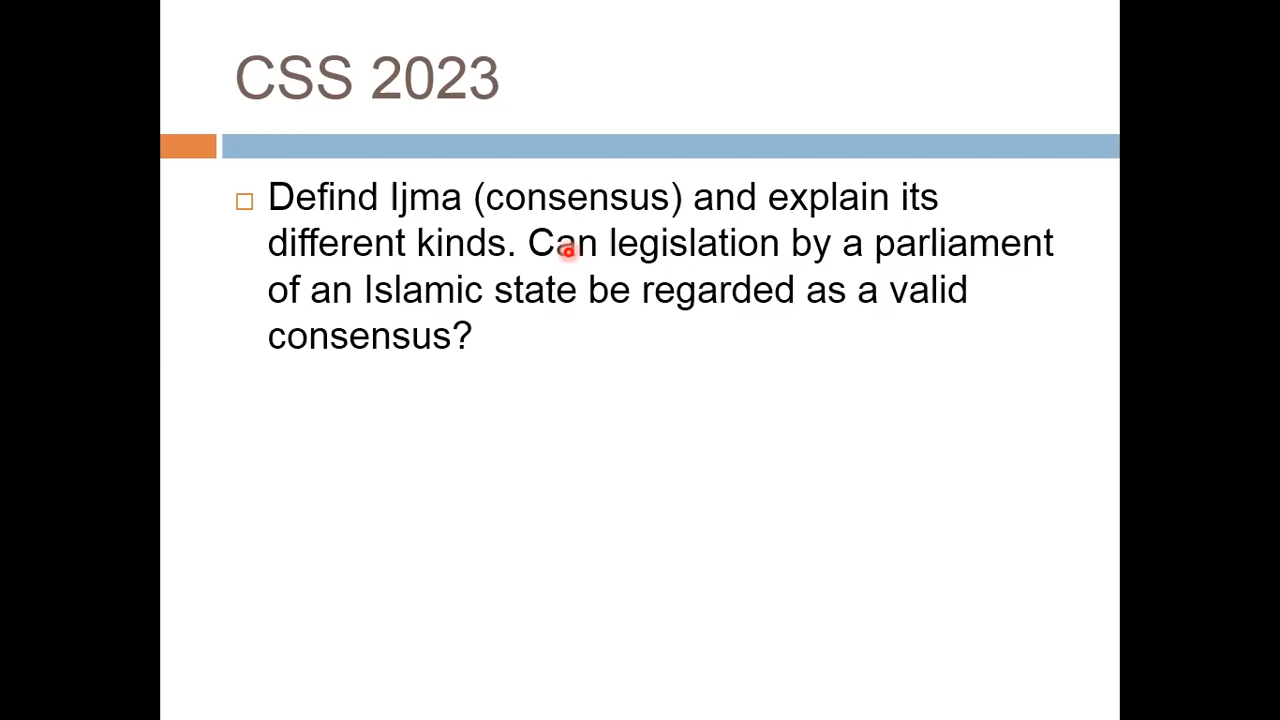 CSS 2023
Defind Ijma (consensus) and explain its
different kinds. Can legislation by a parliament
of an Islamic state be regarded as a valid
consensus?